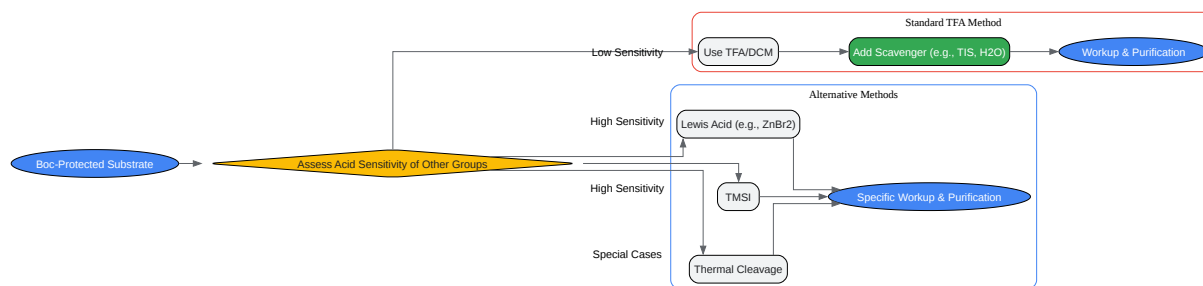 Standard TFA Method
Low Sensitivity
Use TFA/DCM
Add Scavenger (e.g., TIS, H2O)
Workup & Purification
Alternative Methods
High Sensitivity
Lewis Acid (e.g., ZnBr2)
Boc-Protected Substrate
Assess Acid Sensitivity of Other Groups
High Sensitivity
TMSI
Specific Workup & Purification
Special Cases
Thermal Cleavage